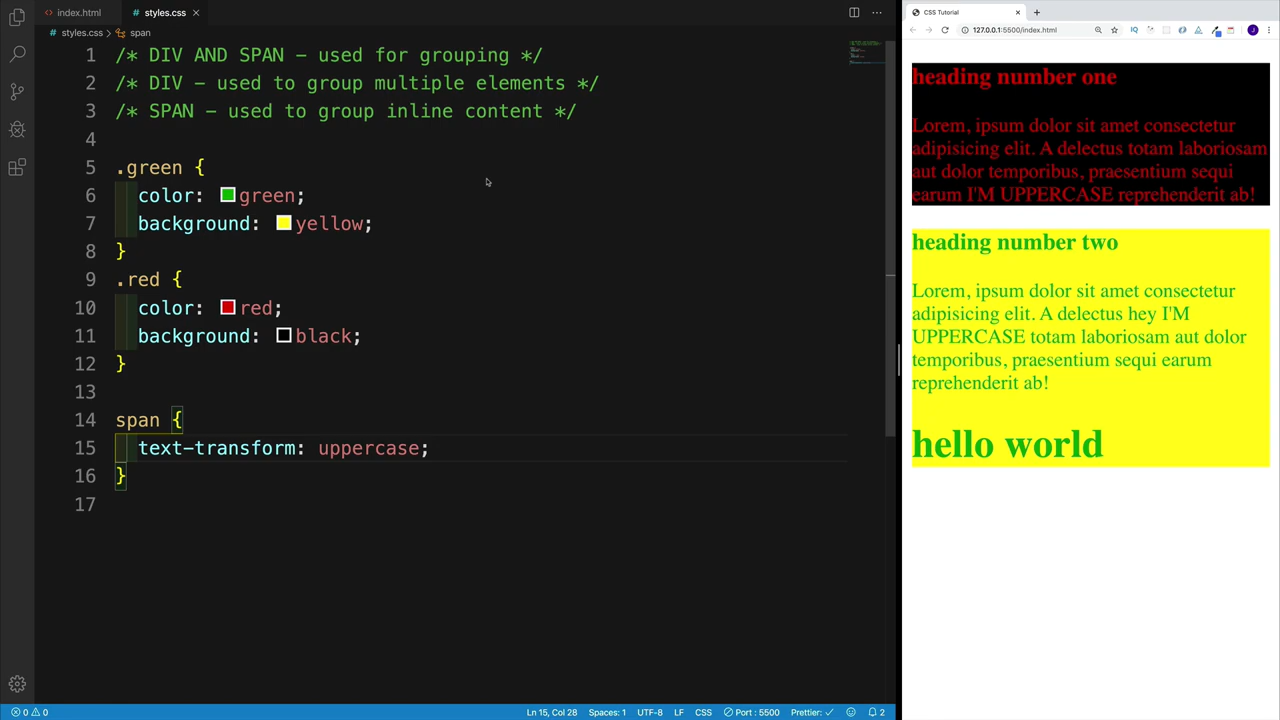 index.html
styles.css
styles.css
span
1 /* DIV AND SPAN – used for grouping */
2 /* DIV – used to group multiple elements */
3 /* SPAN – used to group inline content */
4
5 .green {
6 color: green;
7 background: yellow;
8 }
9 .red {
10 color: red;
11 background: black;
12 }
13
14 span {
15 text-transform: uppercase;
16 }
17
0 0
Ln 15, Col 28
Spaces: 1
UTF-8
LF
CSS
Port : 5500
Prettier: ✓
2
CSS Tutorial
127.0.0.1:5500/index.html
IQ
J
heading number one
Lorem, ipsum dolor sit amet consectetur
adipisicing elit. A delectus totam laboriosam
aut dolor temporibus, praesentium sequi
earum I'M UPPERCASE reprehenderit ab!
heading number two
Lorem, ipsum dolor sit amet consectetur
adipisicing elit. A delectus hey I'M
UPPERCASE totam laboriosam aut dolor
temporibus, praesentium sequi earum
reprehenderit ab!
hello world